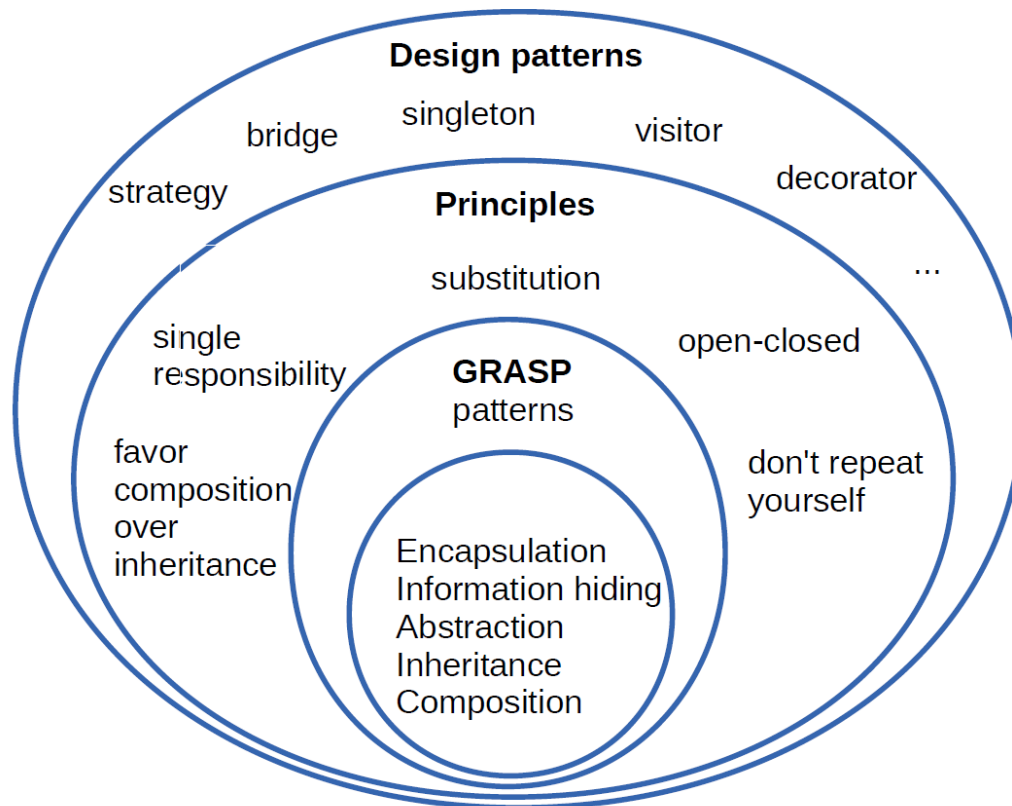 Design patterns
singleton
bridge
visitor
strategy
decorator
...
Principles
substitution
single
responsibility
open-closed
GRASP
patterns
favor
composition
over
inheritance
don't repeat
yourself
Encapsulation
Information hiding
Abstraction
Inheritance
Composition